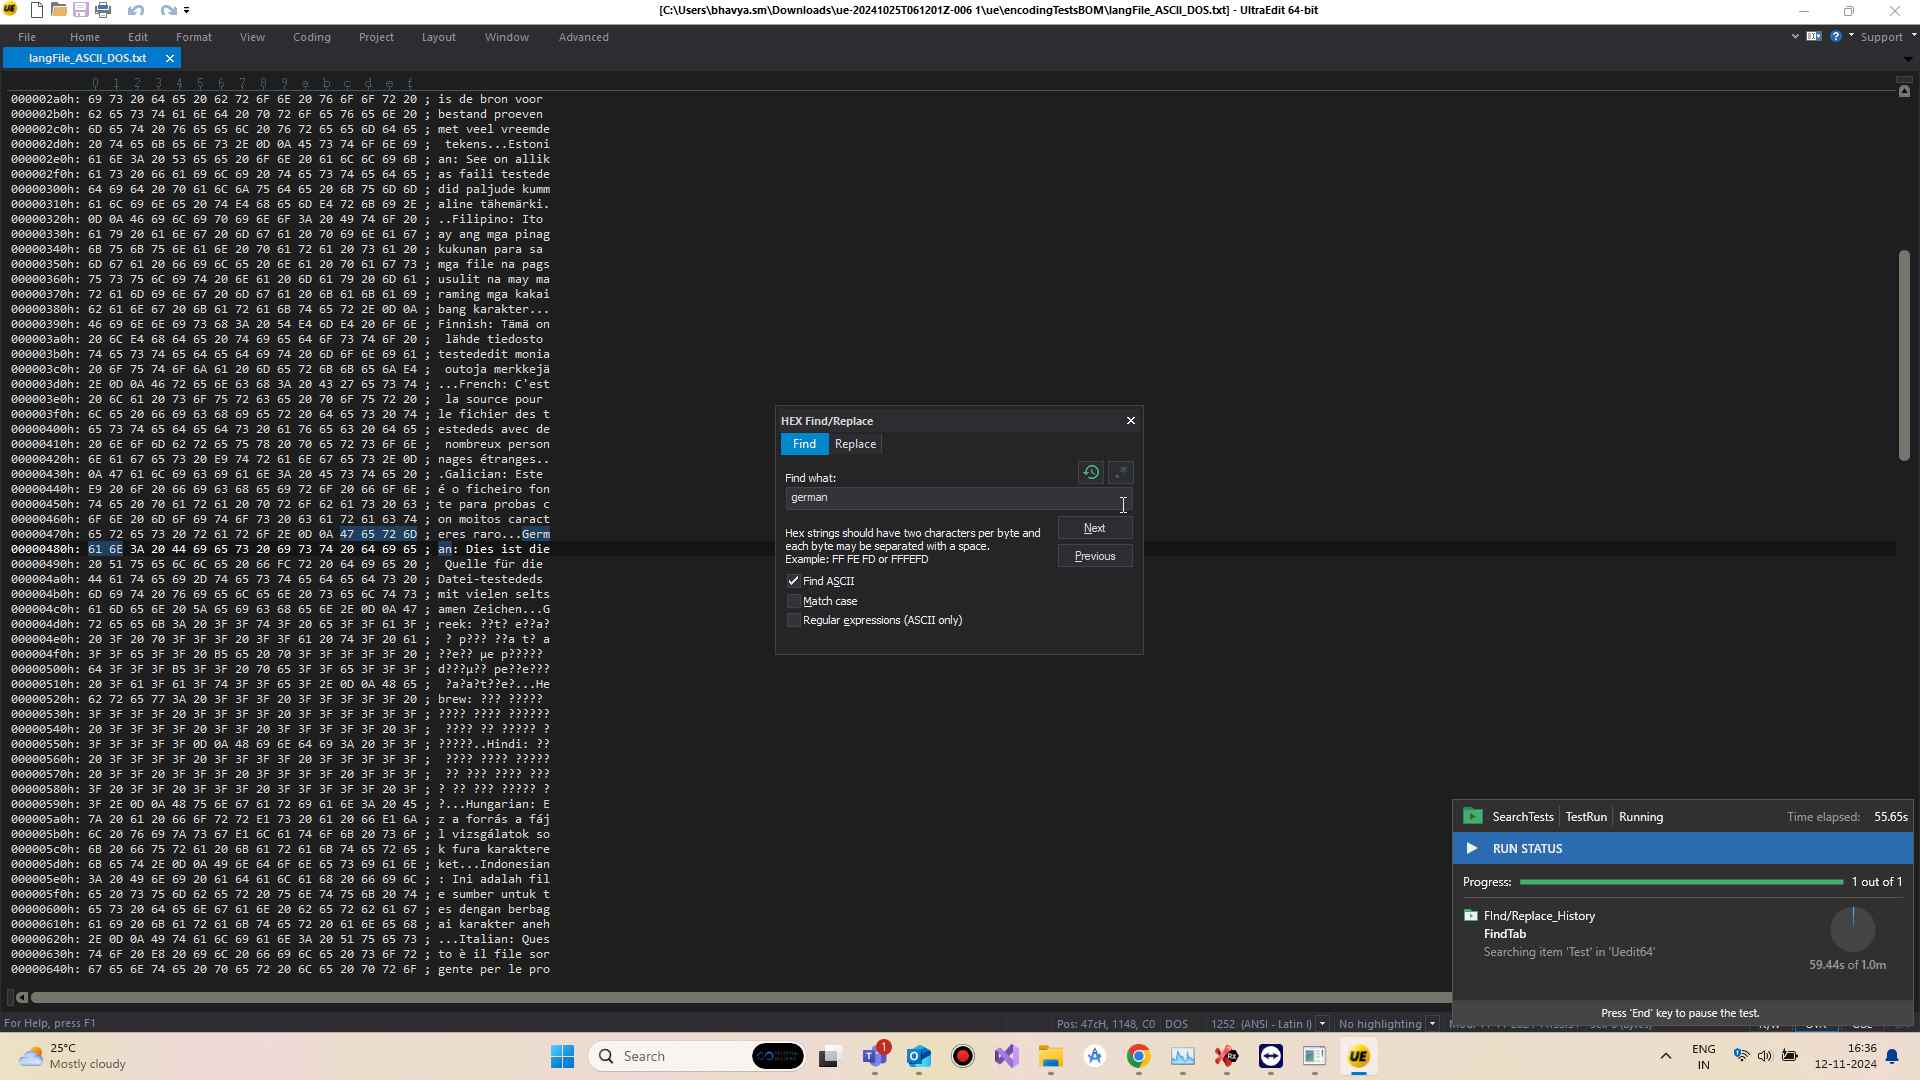 [C:\Users\bhavya.sm\Downloads\ue-20241025T061201Z-006 1\ue\encodingTestsBOM\langFile_ASCII_DOS.txt] - UltraEdit 64-bit
File Home Edit Format View Coding Project Layout Window Advanced Support
langFile_ASCII_DOS.txt
0 1 2 3 4 5 6 7 8 9 a b c d e f
000002a0h: 69 73 20 64 65 20 62 72 6F 6E 20 76 6F 6F 72 20 ; is de bron voor
000002b0h: 62 65 73 74 61 6E 64 20 70 72 6F 65 76 65 6E 20 ; bestand proeven
000002c0h: 6D 65 74 20 76 65 65 6C 20 76 72 65 65 6D 64 65 ; met veel vreemde
000002d0h: 20 74 65 6B 65 6E 73 2E 0D 0A 45 73 74 6F 6E 69 ; tekens...Estoni
000002e0h: 61 6E 3A 20 53 65 65 20 6F 6E 20 61 6C 6C 69 6B ; an: See on allik
000002f0h: 61 73 20 66 61 69 6C 69 20 74 65 73 74 65 64 65 ; as faili testede
00000300h: 64 69 64 20 70 61 6C 6A 75 64 65 20 6B 75 6D 6D ; did paljude kumm
00000310h: 61 6C 69 6E 65 20 74 E4 68 65 6D E4 72 6B 69 2E ; aline tähemärki.
00000320h: 0D 0A 46 69 6C 69 70 69 6E 6F 3A 20 49 74 6F 20 ; ..Filipino: Ito
00000330h: 61 79 20 61 6E 67 20 6D 67 61 20 70 69 6E 61 67 ; ay ang mga pinag
00000340h: 6B 75 6B 75 6E 61 6E 20 70 61 72 61 20 73 61 20 ; kukunan para sa
00000350h: 6D 67 61 20 66 69 6C 65 20 6E 61 20 70 61 67 73 ; mga file na pags
00000360h: 75 73 75 6C 69 74 20 6E 61 20 6D 61 79 20 6D 61 ; usulit na may ma
00000370h: 72 61 6D 69 6E 67 20 6D 67 61 20 6B 61 6B 61 69 ; raming mga kakai
00000380h: 62 61 6E 67 20 6B 61 72 61 6B 74 65 72 2E 0D 0A ; bang karakter...
00000390h: 46 69 6E 6E 69 73 68 3A 20 54 E4 6D E4 20 6F 6E ; Finnish: Tämä on
000003a0h: 20 6C E4 68 64 65 20 74 69 65 64 6F 73 74 6F 20 ; lähde tiedosto
000003b0h: 74 65 73 74 65 64 65 64 69 74 20 6D 6F 6E 69 61 ; testededit monia
000003c0h: 20 6F 75 74 6F 6A 61 20 6D 65 72 6B 6B 65 6A E4 ; outoja merkkejä
000003d0h: 2E 0D 0A 46 72 65 6E 63 68 3A 20 43 27 65 73 74 ; ...French: C'est
000003e0h: 20 6C 61 20 73 6F 75 72 63 65 20 70 6F 75 72 20 ; la source pour
000003f0h: 6C 65 20 66 69 63 68 69 65 72 20 64 65 73 20 74 ; le fichier des t
00000400h: 65 73 74 65 64 65 64 73 20 61 76 65 63 20 64 65 ; estededs avec de
00000410h: 20 6E 6F 6D 62 72 65 75 78 20 70 65 72 73 6F 6E ; nombreux person
00000420h: 6E 61 67 65 73 20 E9 74 72 61 6E 67 65 73 2E 0D ; nages étranges..
00000430h: 0A 47 61 6C 69 63 69 61 6E 3A 20 45 73 74 65 20 ; .Galician: Este
00000440h: E9 20 6F 20 66 69 63 68 65 69 72 6F 20 66 6F 6E ; é o ficheiro fon
00000450h: 74 65 20 70 61 72 61 20 70 72 6F 62 61 73 20 63 ; te para probas c
00000460h: 6F 6E 20 6D 6F 69 74 6F 73 20 63 61 72 61 63 74 ; on moitos caract
00000470h: 65 72 65 73 20 72 61 72 6F 2E 0D 0A 47 65 72 6D ; eres raro...Germ
00000480h: 61 6E 3A 20 44 69 65 73 20 69 73 74 20 64 69 65 ; an: Dies ist die
00000490h: 20 51 75 65 6C 6C 65 20 66 FC 72 20 64 69 65 20 ; Quelle für die
000004a0h: 44 61 74 65 69 2D 74 65 73 74 65 64 65 64 73 20 ; Datei-testededs
000004b0h: 6D 69 74 20 76 69 65 6C 65 6E 20 73 65 6C 74 73 ; mit vielen selts
000004c0h: 61 6D 65 6E 20 5A 65 69 63 68 65 6E 2E 0D 0A 47 ; amen Zeichen...G
000004d0h: 72 65 65 6B 3A 20 3F 3F 74 3F 20 65 3F 3F 61 3F ; reek: ??t? e??a?
000004e0h: 20 3F 20 70 3F 3F 3F 20 3F 3F 61 20 74 3F 20 61 ; ? p??? ??a t? a
000004f0h: 3F 3F 65 3F 3F 20 B5 65 20 70 3F 3F 3F 3F 3F 20 ; ??e?? µe p?????
00000500h: 64 3F 3F 3F B5 3F 3F 20 70 65 3F 3F 65 3F 3F 3F ; d???µ?? pe??e???
00000510h: 20 3F 61 3F 61 3F 74 3F 3F 65 3F 2E 0D 0A 48 65 ; ?a?a?t??e?...He
00000520h: 62 72 65 77 3A 20 3F 3F 3F 20 3F 3F 3F 3F 3F 20 ; brew: ??? ?????
00000530h: 3F 3F 3F 3F 20 3F 3F 3F 3F 20 3F 3F 3F 3F 3F 3F ; ???? ???? ??????
00000540h: 20 3F 3F 3F 3F 20 3F 3F 20 3F 3F 3F 3F 3F 20 3F ; ???? ?? ????? ?
00000550h: 3F 3F 3F 3F 3F 0D 0A 48 69 6E 64 69 3A 20 3F 3F ; ?????..Hindi: ??
00000560h: 20 3F 3F 3F 3F 20 3F 3F 3F 3F 20 3F 3F 3F 3F 3F ; ???? ???? ?????
00000570h: 20 3F 3F 20 3F 3F 3F 20 3F 3F 3F 3F 20 3F 3F 3F ; ?? ??? ???? ???
00000580h: 3F 20 3F 3F 20 3F 3F 3F 20 3F 3F 3F 3F 3F 20 3F ; ? ?? ??? ????? ?
00000590h: 3F 2E 0D 0A 48 75 6E 67 61 72 69 61 6E 3A 20 45 ; ?...Hungarian: E
000005a0h: 7A 20 61 20 66 6F 72 72 E1 73 20 61 20 66 E1 6A ; z a forrás a fáj
000005b0h: 6C 20 76 69 7A 73 67 E1 6C 61 74 6F 6B 20 73 6F ; l vizsgálatok so
000005c0h: 6B 20 66 75 72 61 20 6B 61 72 61 6B 74 65 72 65 ; k fura karaktere
000005d0h: 6B 65 74 2E 0D 0A 49 6E 64 6F 6E 65 73 69 61 6E ; ket...Indonesian
000005e0h: 3A 20 49 6E 69 20 61 64 61 6C 61 68 20 66 69 6C ; : Ini adalah fil
000005f0h: 65 20 73 75 6D 62 65 72 20 75 6E 74 75 6B 20 74 ; e sumber untuk t
00000600h: 65 73 20 64 65 6E 67 61 6E 20 62 65 72 62 61 67 ; es dengan berbag
00000610h: 61 69 20 6B 61 72 61 6B 74 65 72 20 61 6E 65 68 ; ai karakter aneh
00000620h: 2E 0D 0A 49 74 61 6C 69 61 6E 3A 20 51 75 65 73 ; ...Italian: Ques
00000630h: 74 6F 20 E8 20 69 6C 20 66 69 6C 65 20 73 6F 72 ; to è il file sor
00000640h: 67 65 6E 74 65 20 70 65 72 20 6C 65 20 70 72 6F ; gente per le pro
HEX Find/Replace
Find Replace
Find what:
german
Hex strings should have two characters per byte and
each byte may be separated with a space.
Example: FF FE FD or FFFEFD
Next
Previous
Find ASCII
Match case
Regular expressions (ASCII only)
SearchTests TestRun Running Time elapsed: 55.65s
RUN STATUS
Progress: 1 out of 1
FInd/Replace_History
FindTab
Searching item 'Test' in 'Uedit64'
59.44s of 1.0m
Press 'End' key to pause the test.
For Help, press F1
Pos: 47cH, 1148, C0 DOS 1252 (ANSI - Latin I) No highlighting
25°C
Mostly cloudy
Search
1
UE
ENG
IN
16:36
12-11-2024